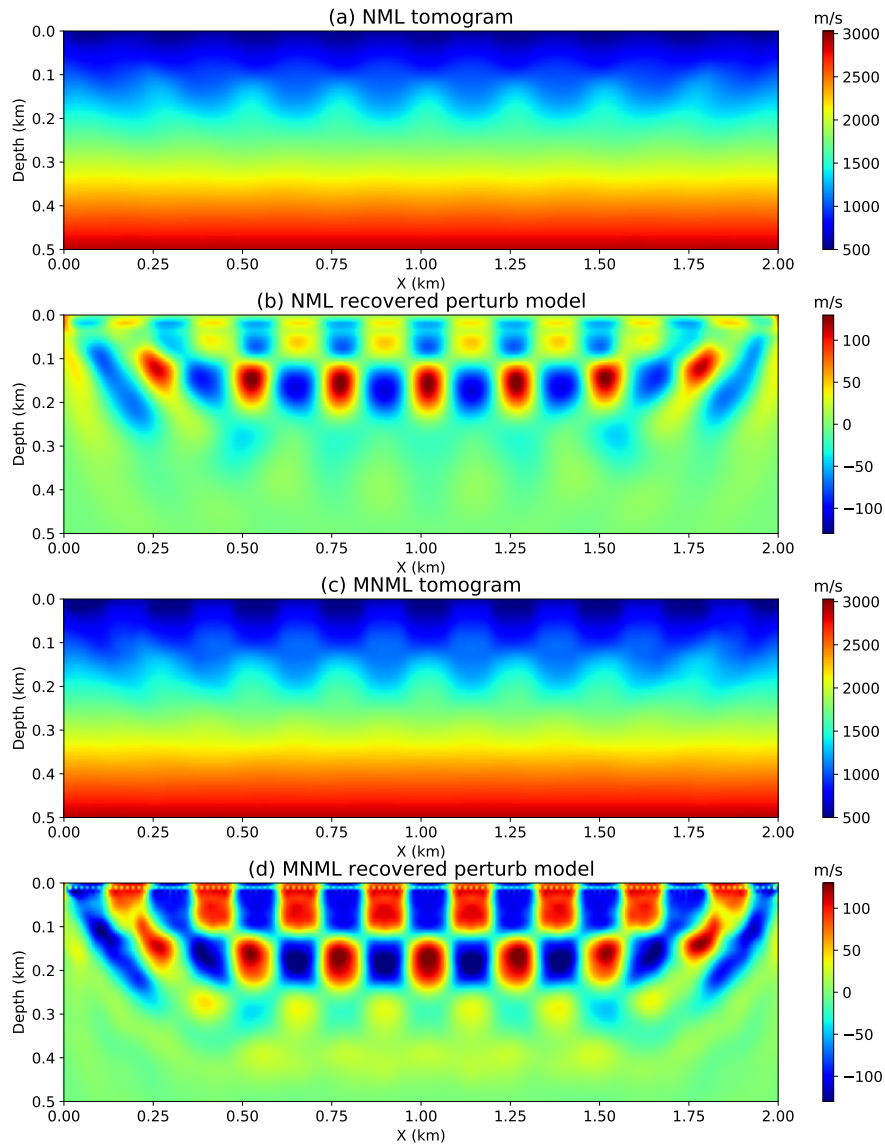 (a) NML tomogram
m/s
0.0
0.1
0.2
0.3
0.4
0.5
Depth (km)
0.00 0.25 0.50 0.75 1.00 1.25 1.50 1.75 2.00
X (km)
3000
2500
2000
1500
1000
500
(b) NML recovered perturb model
m/s
0.0
0.1
0.2
0.3
0.4
0.5
Depth (km)
0.00 0.25 0.50 0.75 1.00 1.25 1.50 1.75 2.00
X (km)
100
50
0
−50
−100
(c) MNML tomogram
m/s
0.0
0.1
0.2
0.3
0.4
0.5
Depth (km)
0.00 0.25 0.50 0.75 1.00 1.25 1.50 1.75 2.00
X (km)
3000
2500
2000
1500
1000
500
(d) MNML recovered perturb model
m/s
0.0
0.1
0.2
0.3
0.4
0.5
Depth (km)
0.00 0.25 0.50 0.75 1.00 1.25 1.50 1.75 2.00
X (km)
100
50
0
−50
−100